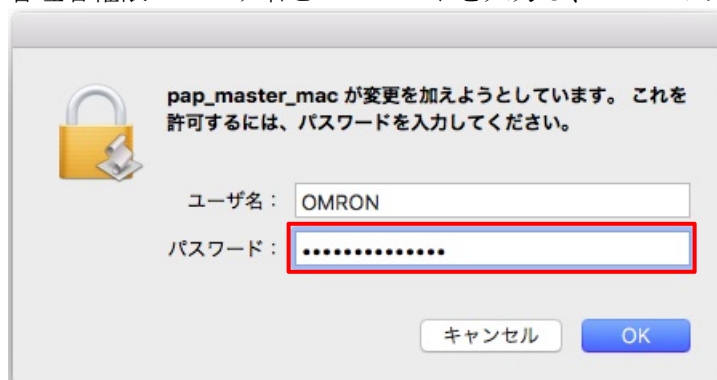 pap_master_mac が変更を加えようとしています。 これを
許可するには、パスワードを入力してください。
ユーザ名： OMRON
パスワード： ••••••••••••••
キャンセル OK